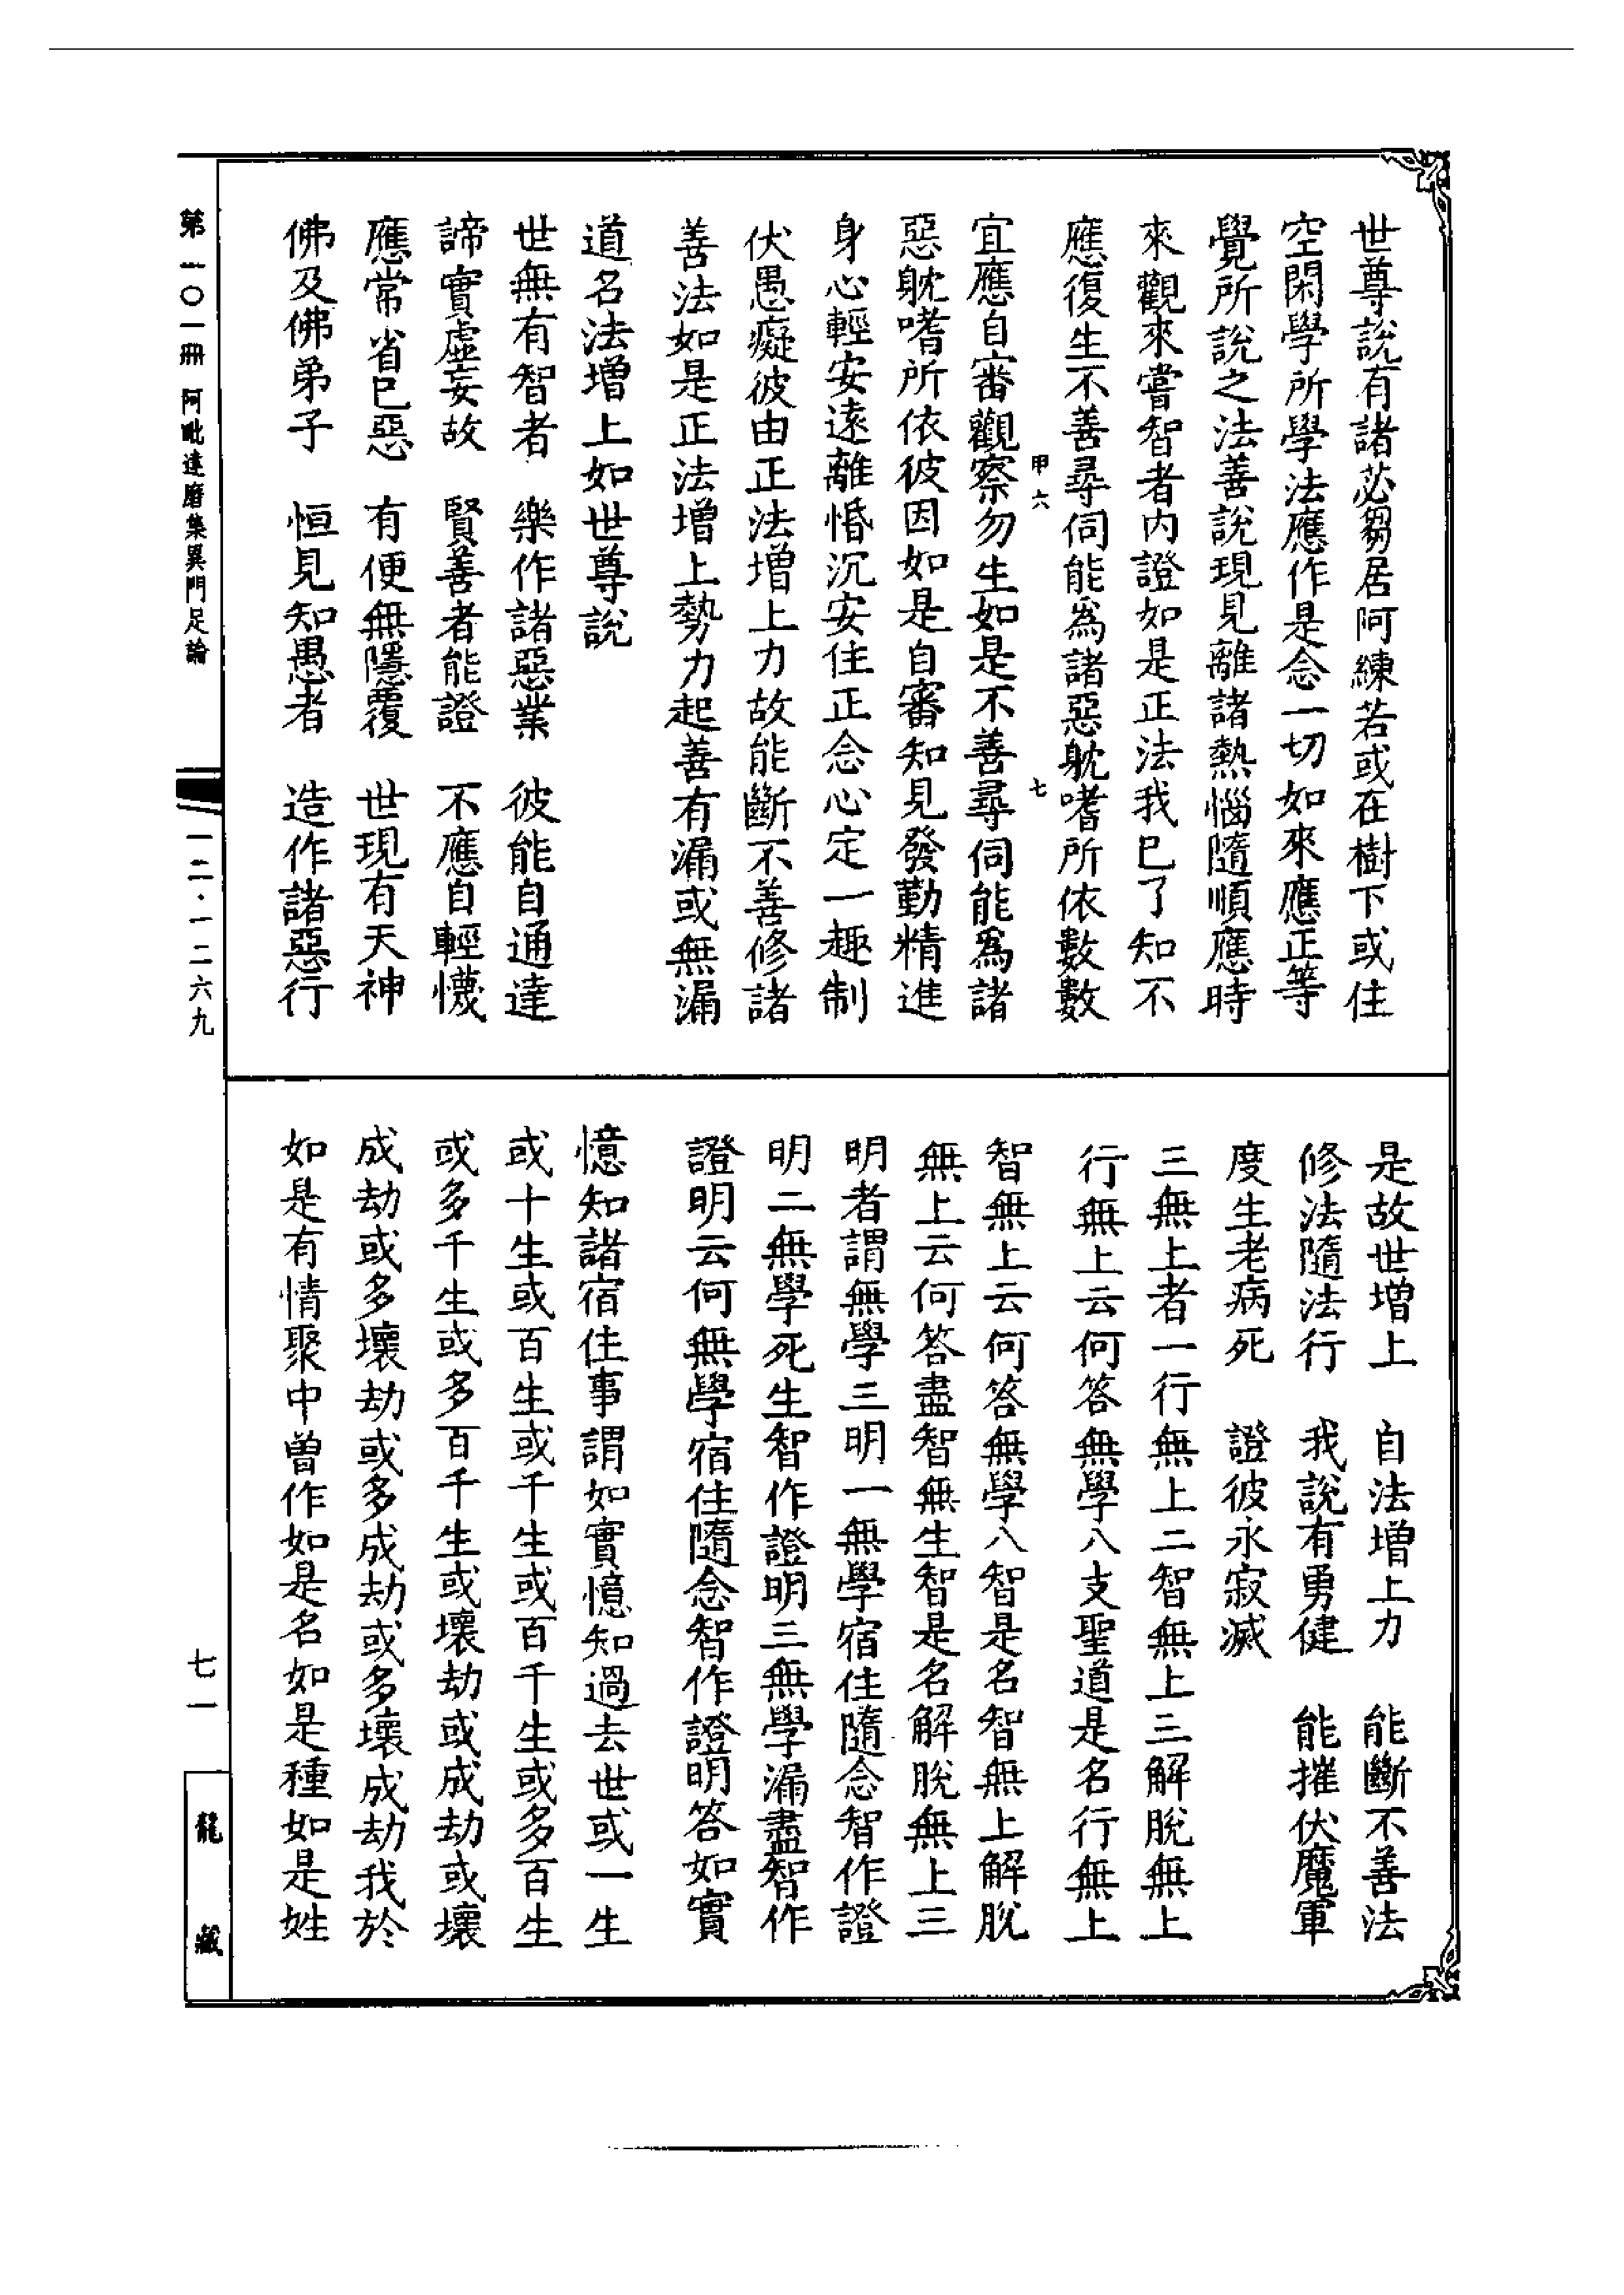 世尊說有諸苾芻居阿練若或在樹下或住
空閑學所學法應作是念一切如來應正等
覺所說之法善說現見離諸熱惱隨順應時
來觀來嘗智者內證如是正法我已了知不
應復生不善尋伺能為諸惡躭嗜所依數數
甲六 七
宜應自審觀察勿生如是不善尋伺能為諸
惡躭嗜所依彼因如是自審知見發勤精進
身心輕安遠離惛沉安住正念心定一趣制
伏愚癡彼由正法增上力故能斷不善修諸
善法如是正法增上勢力起善有漏或無漏
道名法增上如世尊說
世無有智者 樂作諸惡業 彼能自通達
諦實虛妄故 賢善者能證 不應自輕懱
應常省已惡 有便無隱覆 世現有天神
佛及佛弟子 恒見知愚者 造作諸惡行
是故世增上 自法增上力 能斷不善法
修法隨法行 我說有勇健 能摧伏魔軍
度生老病死 證彼永寂滅
三無上者一行無上二智無上三解脫無上
行無上云何答無學八支聖道是名行無上
智無上云何答無學八智是名智無上解脫
無上云何答盡智無生智是名解脫無上三
明者謂無學三明一無學宿住隨念智作證
明二無學死生智作證明三無學漏盡智作
證明云何無學宿住隨念智作證明答如實
憶知諸宿住事謂如實憶知過去世或一生
或十生或百生或千生或百千生或多百生
或多千生或多百千生或壞劫或成劫或壞
成劫或多壞劫或多成劫或多壞成劫我於
如是有情聚中曾作如是名如是種如是姓
第一〇一冊 阿毗達磨集異門足論
一二·一二六九
七一
龍藏